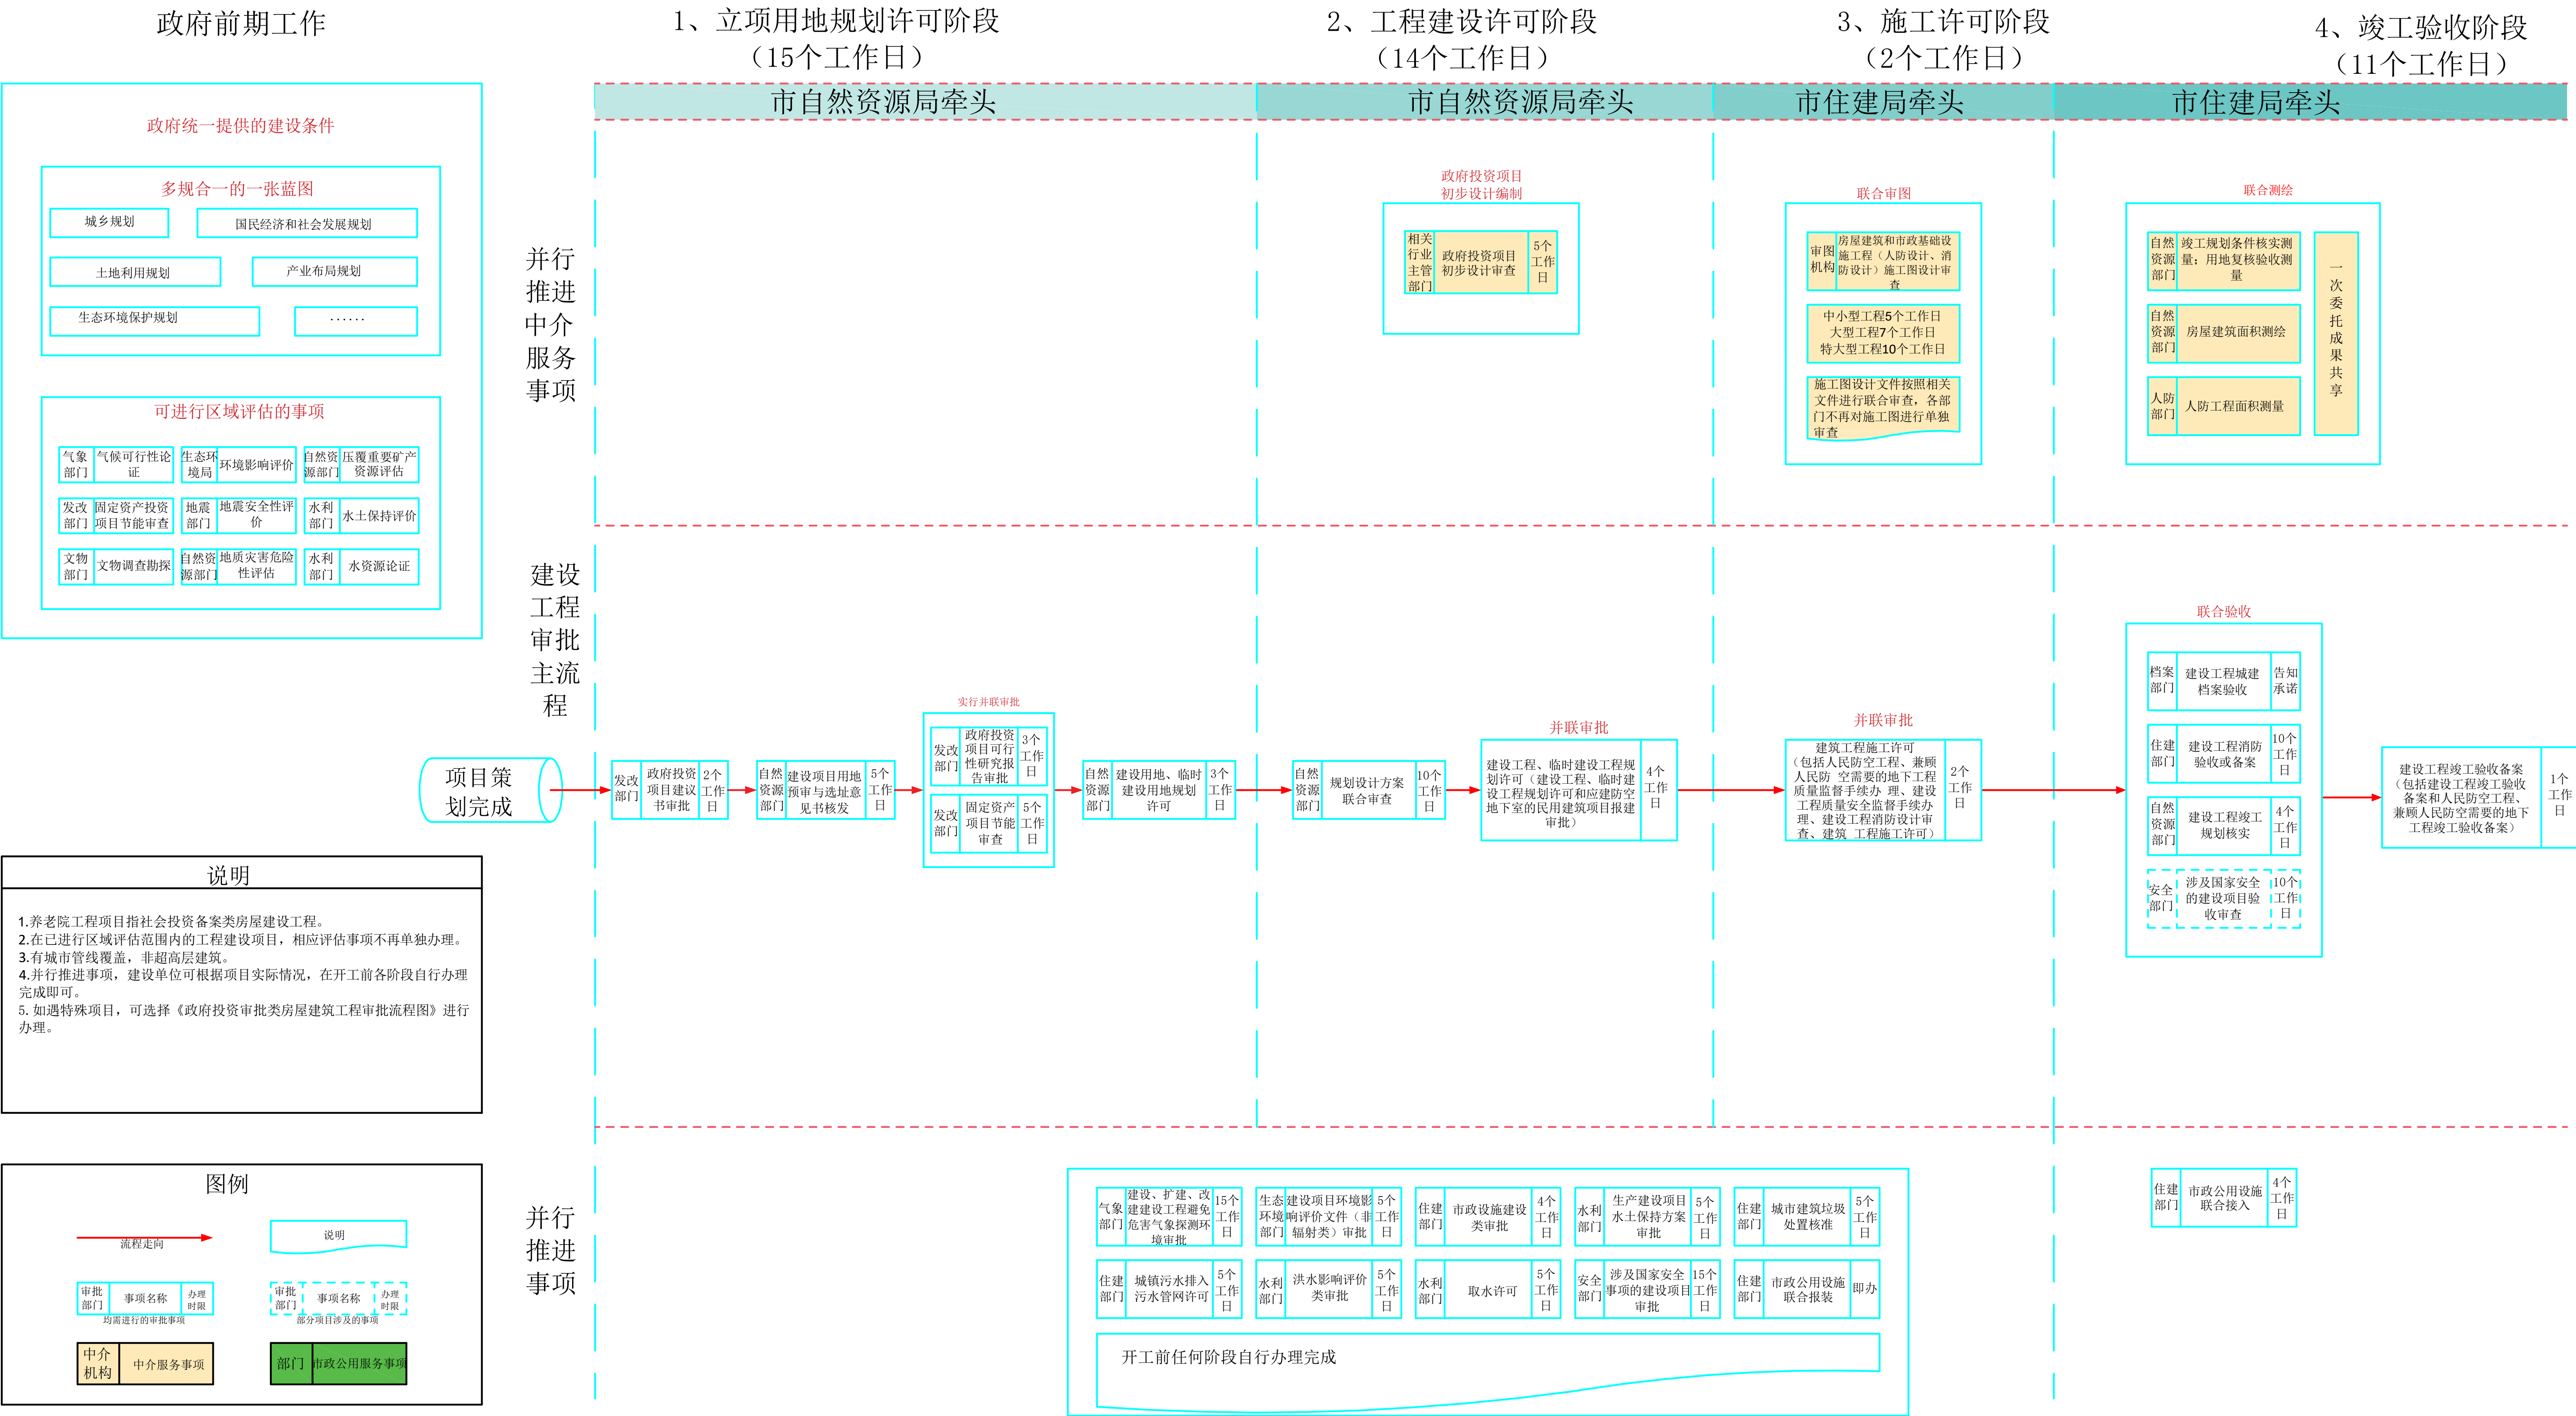 政府前期工作
1、立项用地规划许可阶段
（15个工作日）
2、工程建设许可阶段
（14个工作日）
3、施工许可阶段
（2个工作日）
4、竣工验收阶段
（11个工作日）
市自然资源局牵头
市自然资源局牵头
市住建局牵头
市住建局牵头
政府统一提供的建设条件
多规合一的一张蓝图
城乡规划
国民经济和社会发展规划
土地利用规划
产业布局规划
生态环境保护规划
······
可进行区域评估的事项
气象
部门
气候可行性论
证
生态环
境局
环境影响评价
自然资
源部门
压覆重要矿产
资源评估
发改
部门
固定资产投资
项目节能审查
地震
部门
地震安全性评
价
水利
部门
水土保持评价
文物
部门
文物调查勘探
自然资
源部门
地质灾害危险
性评估
水利
部门
水资源论证
并行
推进
中介
服务
事项
政府投资项目
初步设计编制
相关
行业
主管
部门
政府投资项目
初步设计审查
5个
工作
日
联合审图
审图
机构
房屋建筑和市政基础设
施工程（人防设计、消
防设计）施工图设计审
查
中小型工程5个工作日
大型工程7个工作日
特大型工程10个工作日
施工图设计文件按照相关
文件进行联合审查，各部
门不再对施工图进行单独
审查
联合测绘
自然
资源
部门
竣工规划条件核实测
量；用地复核验收测
量
自然
资源
部门
房屋建筑面积测绘
人防
部门
人防工程面积测量
一
次
委
托
成
果
共
享
建设
工程
审批
主流
程
项目策
划完成
发改
部门
政府投资
项目建议
书审批
2个
工作
日
自然
资源
部门
建设项目用地
预审与选址意
见书核发
5个
工作
日
实行并联审批
发改
部门
政府投资
项目可行
性研究报
告审批
3个
工作
日
发改
部门
固定资产
项目节能
审查
5个
工作
日
自然
资源
部门
建设用地、临时
建设用地规划
许可
3个
工作
日
自然
资源
部门
规划设计方案
联合审查
10个
工作
日
并联审批
建设工程、临时建设工程规
划许可（建设工程、临时建
设工程规划许可和应建防空
地下室的民用建筑项目报建
审批）
4个
工作
日
并联审批
建筑工程施工许可
（包括人民防空工程、兼顾
人民防 空需要的地下工程
质量监督手续办 理、建设
工程质量安全监督手续办
理、建设工程消防设计审
查、建筑 工程施工许可）
2个
工作
日
联合验收
档案
部门
建设工程城建
档案验收
告知
承诺
住建
部门
建设工程消防
验收或备案
10个
工作
日
自然
资源
部门
建设工程竣工
规划核实
4个
工作
日
安全
部门
涉及国家安全
的建设项目验
收审查
10个
工作
日
建设工程竣工验收备案
（包括建设工程竣工验收
备案和人民防空工程、
兼顾人民防空需要的地下
工程竣工验收备案）
1个
工作
日
说明
1.养老院工程项目指社会投资备案类房屋建设工程。
2.在已进行区域评估范围内的工程建设项目，相应评估事项不再单独办理。
3.有城市管线覆盖，非超高层建筑。
4.并行推进事项，建设单位可根据项目实际情况，在开工前各阶段自行办理
完成即可。
5.如遇特殊项目，可选择《政府投资审批类房屋建筑工程审批流程图》进行
办理。
图例
流程走向
说明
审批
部门
事项名称
办理
时限
均需进行的审批事项
审批
部门
事项名称
办理
时限
部分项目涉及的事项
中介
机构
中介服务事项
部门
市政公用服务事项
并行
推进
事项
气象
部门
建设、扩建、改
建建设工程避免
危害气象探测环
境审批
15个
工作
日
生态
环境
部门
建设项目环境影
响评价文件（非
辐射类）审批
5个
工作
日
住建
部门
市政设施建设
类审批
4个
工作
日
水利
部门
生产建设项目
水土保持方案
审批
5个
工作
日
住建
部门
城市建筑垃圾
处置核准
5个
工作
日
住建
部门
城镇污水排入
污水管网许可
5个
工作
日
水利
部门
洪水影响评价
类审批
5个
工作
日
水利
部门
取水许可
5个
工作
日
安全
部门
涉及国家安全
事项的建设项目
审批
15个
工作
日
住建
部门
市政公用设施
联合报装
即办
开工前任何阶段自行办理完成
住建
部门
市政公用设施
联合接入
4个
工作
日